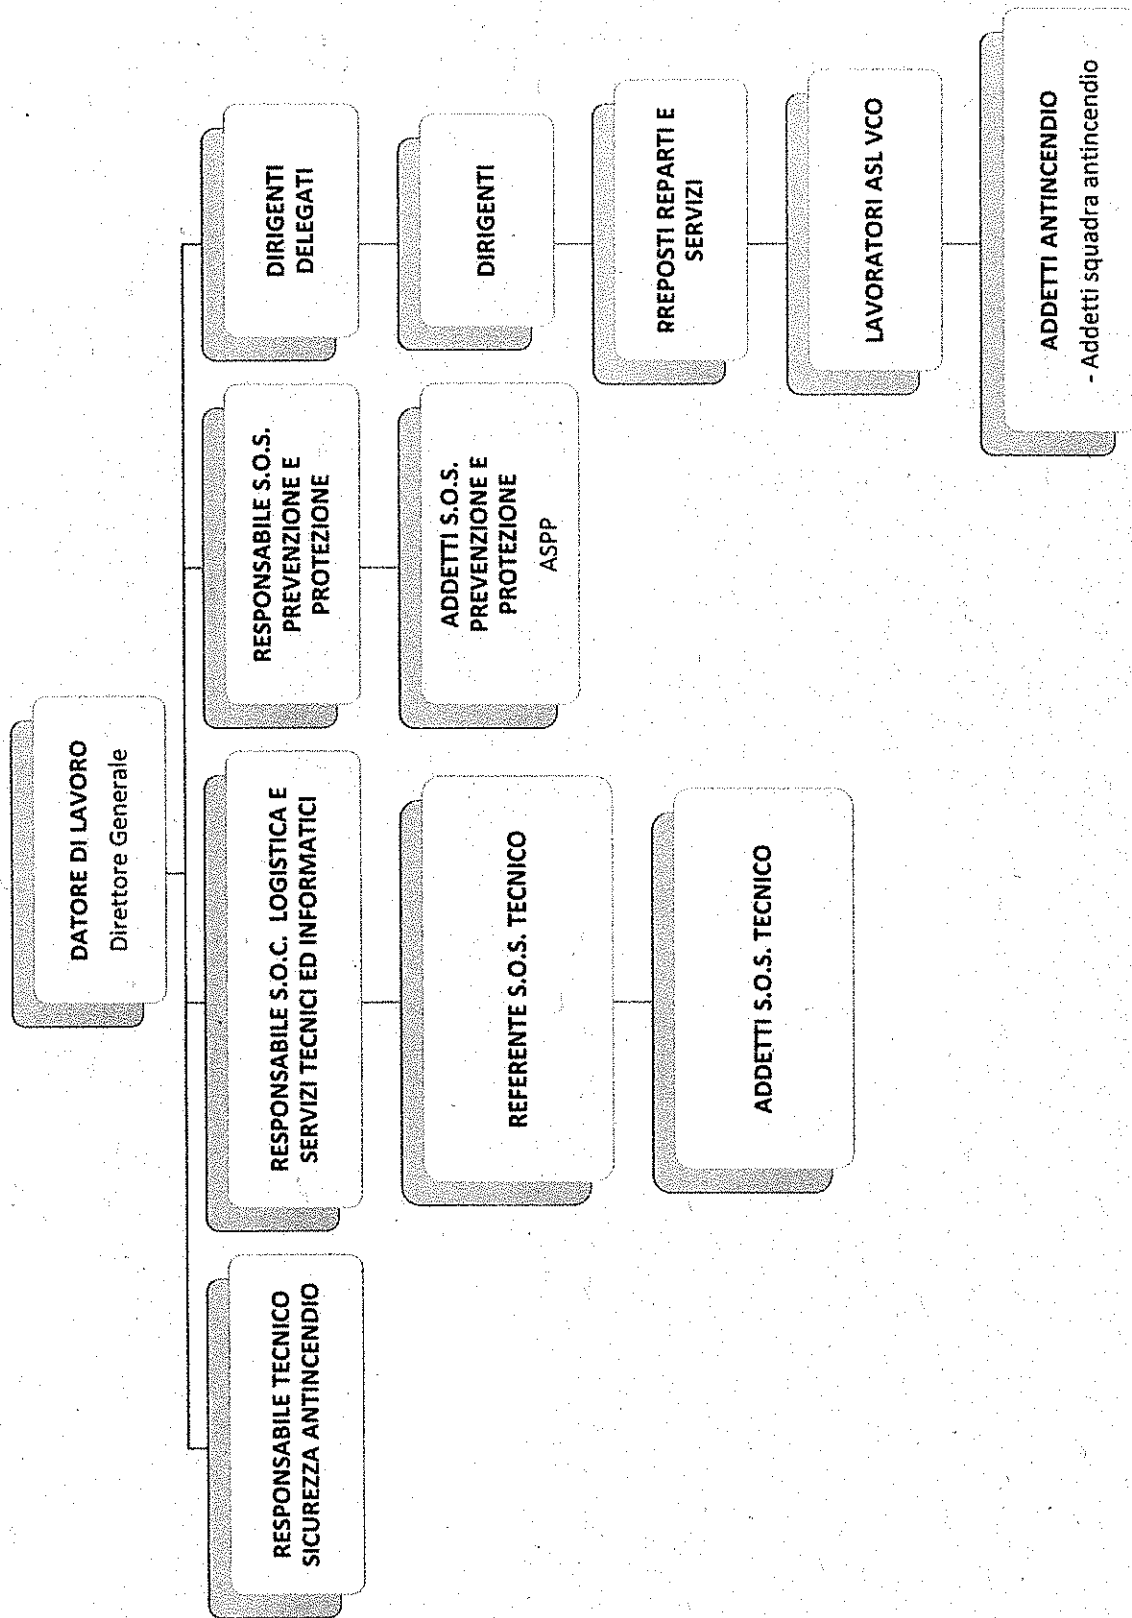 DATORE DI LAVORO
Direttore Generale
RESPONSABILE TECNICO
SICUREZZA ANTINCENDIO
RESPONSABILE S.O.C. LOGISTICA E
SERVIZI TECNICI ED INFORMATICI
REFERENTE S.O.S. TECNICO
ADDETTI S.O.S. TECNICO
RESPONSABILE S.O.S.
PREVENZIONE E
PROTEZIONE
ADDETTI S.O.S.
PREVENZIONE E
PROTEZIONE
ASPP
DIRIGENTI
DELEGATI
DIRIGENTI
PREPOSTI REPARTI E
SERVIZI
LAVORATORI ASL VCO
ADDETTI ANTINCENDIO
- Addetti squadra antincendio